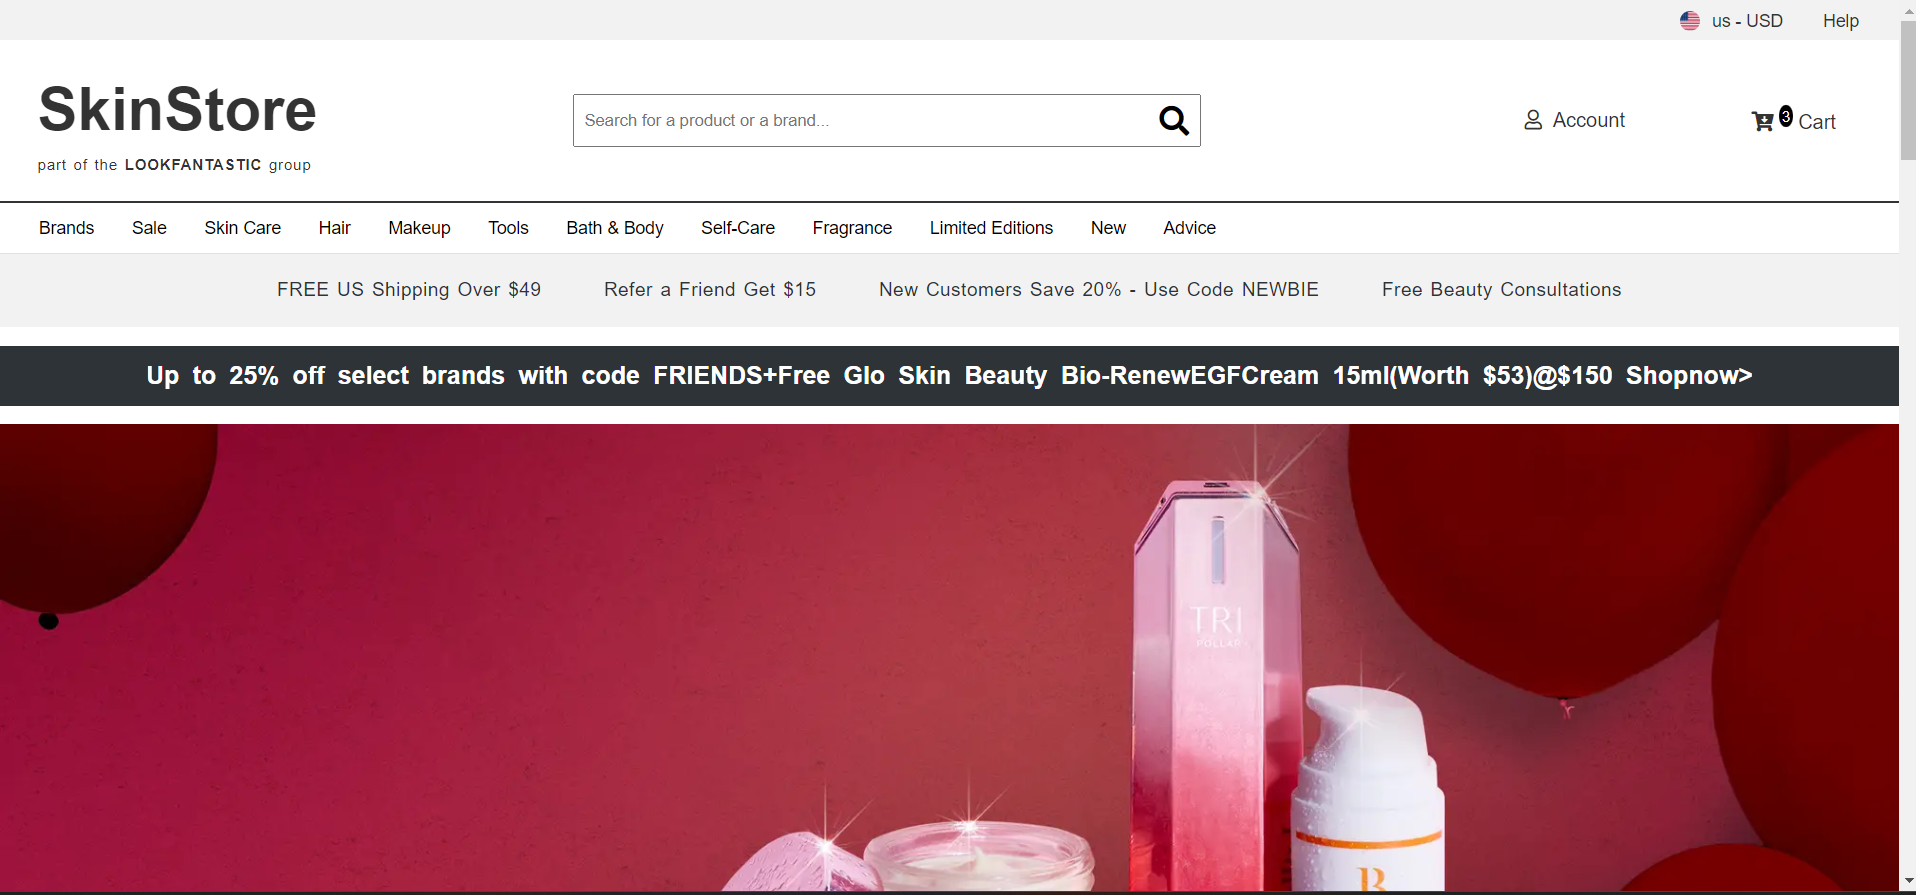 us - USD Help
SkinStore
part of the LOOKFANTASTIC group
Search for a product or a brand...
Account
3 Cart
Brands Sale Skin Care Hair Makeup Tools Bath & Body Self-Care Fragrance Limited Editions New Advice
FREE US Shipping Over $49 Refer a Friend Get $15 New Customers Save 20% - Use Code NEWBIE Free Beauty Consultations
Up to 25% off select brands with code FRIENDS+Free Glo Skin Beauty Bio-RenewEGFCream 15ml(Worth $53)@$150 Shopnow>
TRI
POLLAR
B